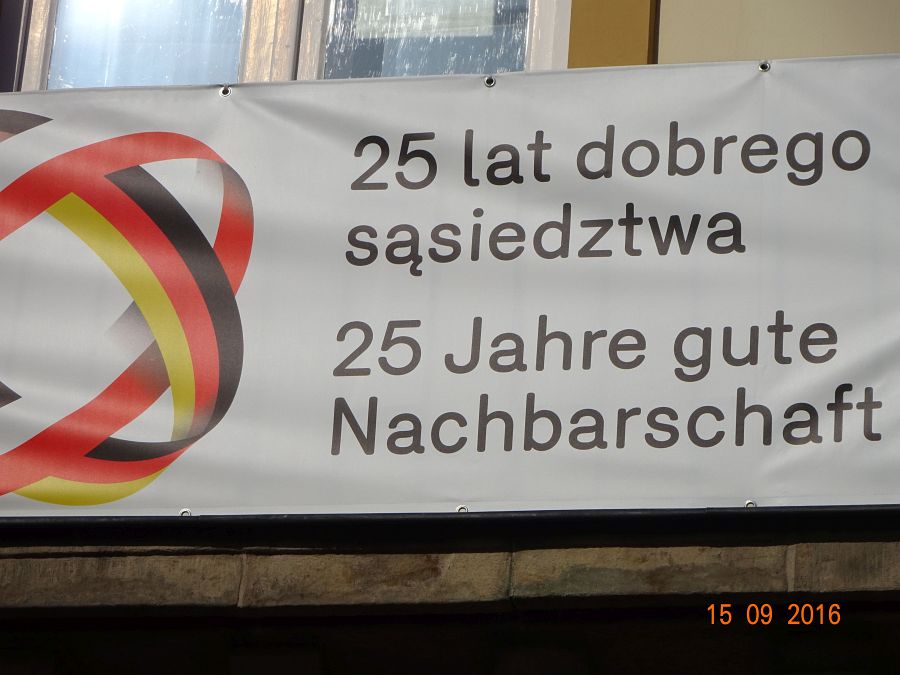 25 lat dobrego
sąsiedztwa
25 Jahre gute
Nachbarschaft
15 09 2016